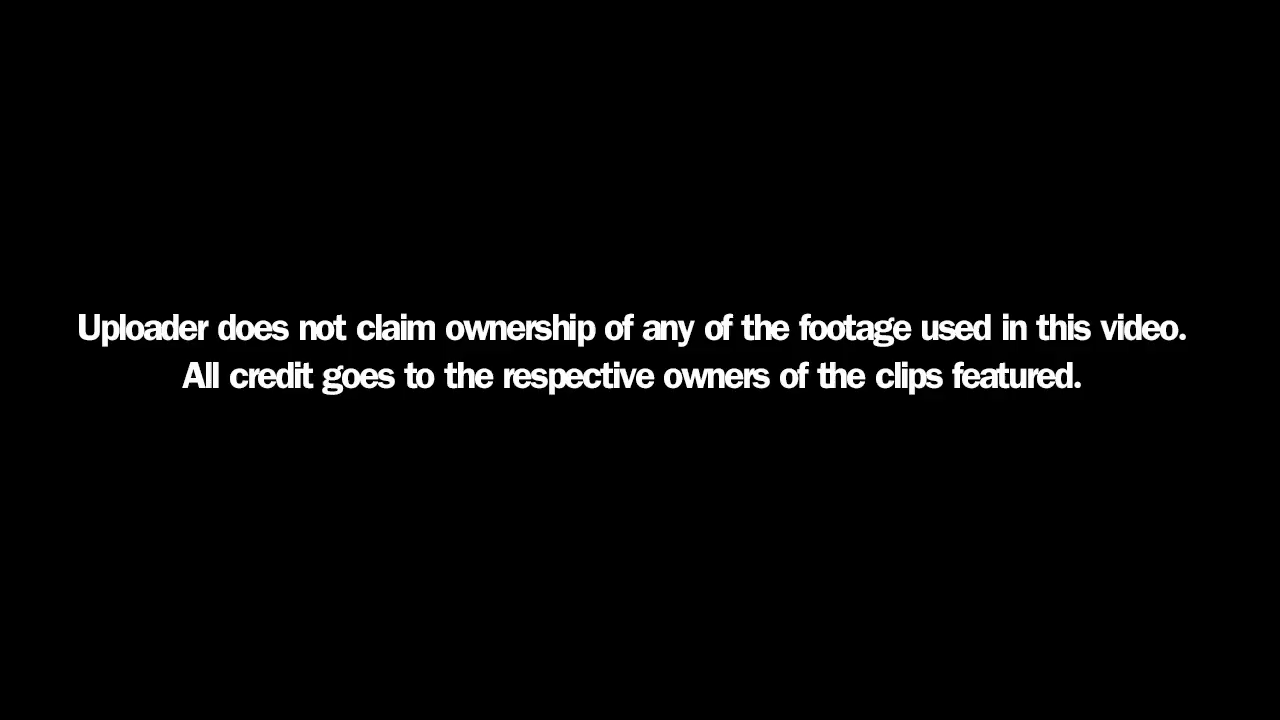 Uploader does not claim ownership of any of the footage used in this video.
All credit goes to the respective owners of the clips featured.